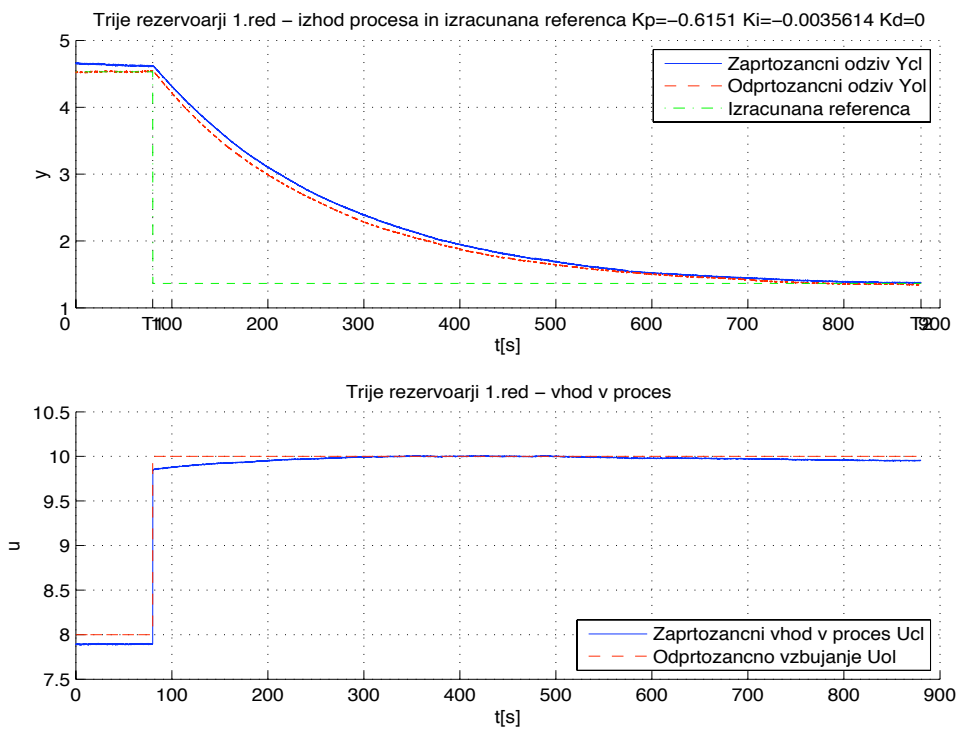 Trije rezervoarji 1.red – izhod procesa in izracunana referenca Kp=−0.6151 Ki=−0.0035614 Kd=0
5
4
3
2
1
y
Zaprtozancni odziv Ycl
Odprtozancni odziv Yol
Izracunana referenca
0 T1 100 200 300 400 500 600 700 800 T2 900
t[s]
Trije rezervoarji 1.red – vhod v proces
10.5
10
9.5
9
8.5
8
7.5
u
Zaprtozancni vhod v proces Ucl
Odprtozancno vzbujanje Uol
0 100 200 300 400 500 600 700 800 900
t[s]